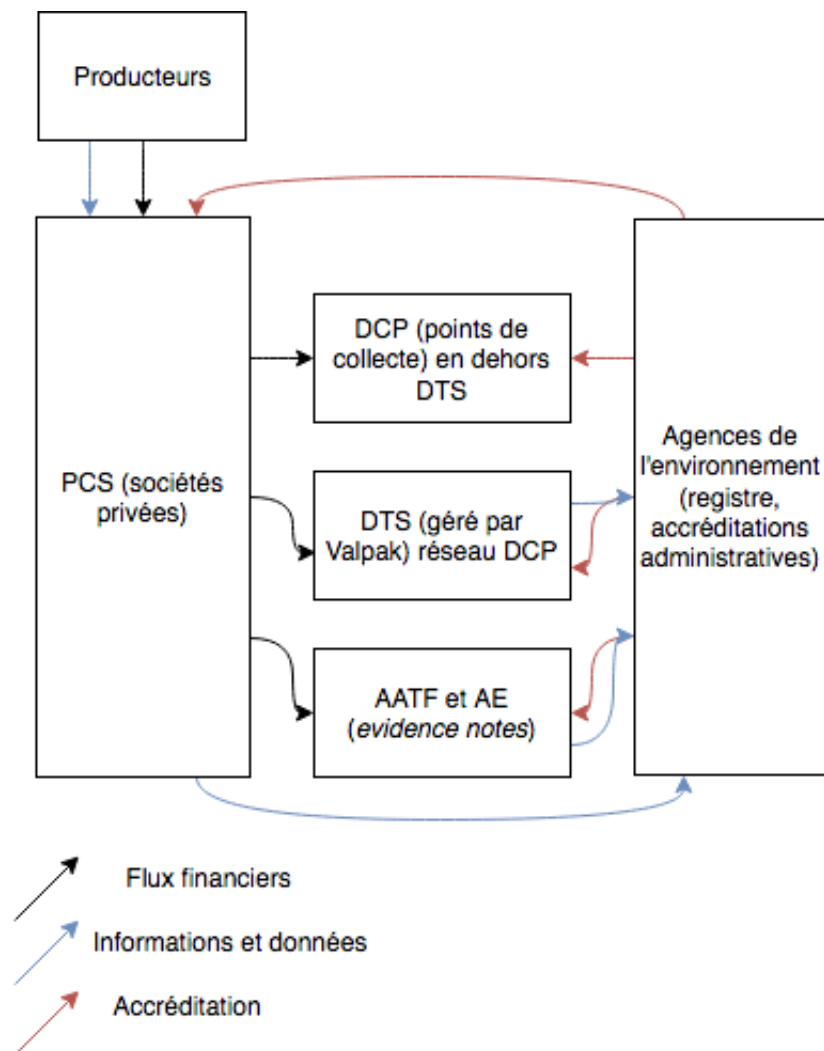 Producteurs
DCP (points de
collecte) en dehors
DTS
PCS (sociétés
privées)
DTS (géré par
Valpak) réseau DCP
Agences de
l'environnement
(registre,
accréditations
administratives)
AATF et AE
(evidence notes)
Flux financiers
Informations et données
Accréditation